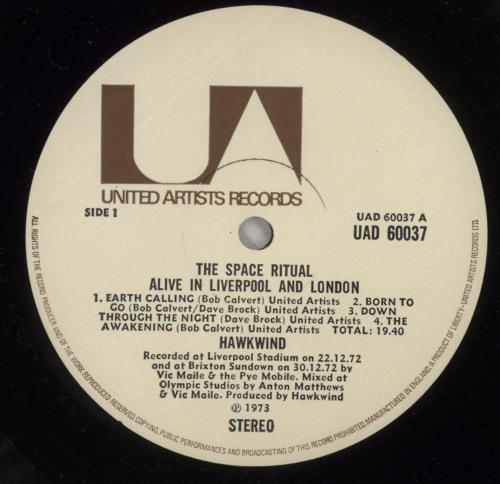 UA
UNITED ARTISTS RECORDS
SIDE 1
UAD 60037 A
UAD 60037
THE SPACE RITUAL
ALIVE IN LIVERPOOL AND LONDON
1. EARTH CALLING (Bob Calvert) United Artists 2. BORN TO
GO (Bob Calvert/Dave Brock) United Artists 3. DOWN
THROUGH THE NIGHT (Dave Brock) United Artists 4. THE
AWAKENING (Bob Calvert) United Artists TOTAL: 19.40
HAWKWIND
Recorded at Liverpool Stadium on 22.12.72
and at Brixton Sundown on 30.12.72 by
Vic Maile & the Pye Mobile. Mixed at
Olympic Studios by Anton Matthews
& Vic Maile. Produced by Hawkwind
℗ 1973
STEREO
ALL RIGHTS OF THE RECORD PRODUCER AND OF THE OWNER OF THE WORK REPRODUCED RESERVED. COPYING, PUBLIC PERFORMANCES AND BROADCASTING OF THIS RECORD PROHIBITED. MANUFACTURED IN ENGLAND. A PRODUCT OF LIBERTY-UNITED ARTISTS RECORDS LTD.